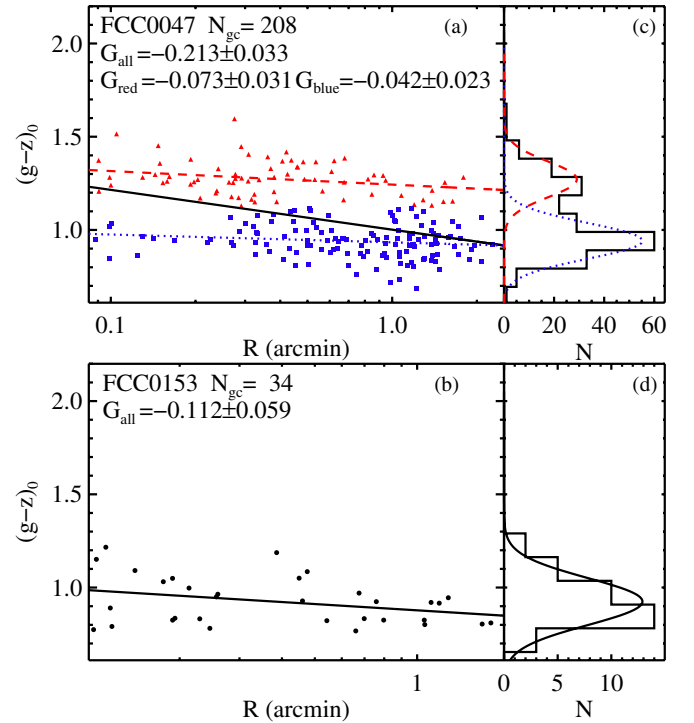 FCC0047 N_gc= 208 (a) (c)
G_all=−0.213±0.033
G_red=−0.073±0.031 G_blue=−0.042±0.023
2.0
1.5
1.0
(g−z)_0
0.1 1.0 0 20 40 60
R (arcmin) N
FCC0153 N_gc= 34 (b) (d)
G_all=−0.112±0.059
2.0
1.5
1.0
(g−z)_0
1 0 5 10
R (arcmin) N